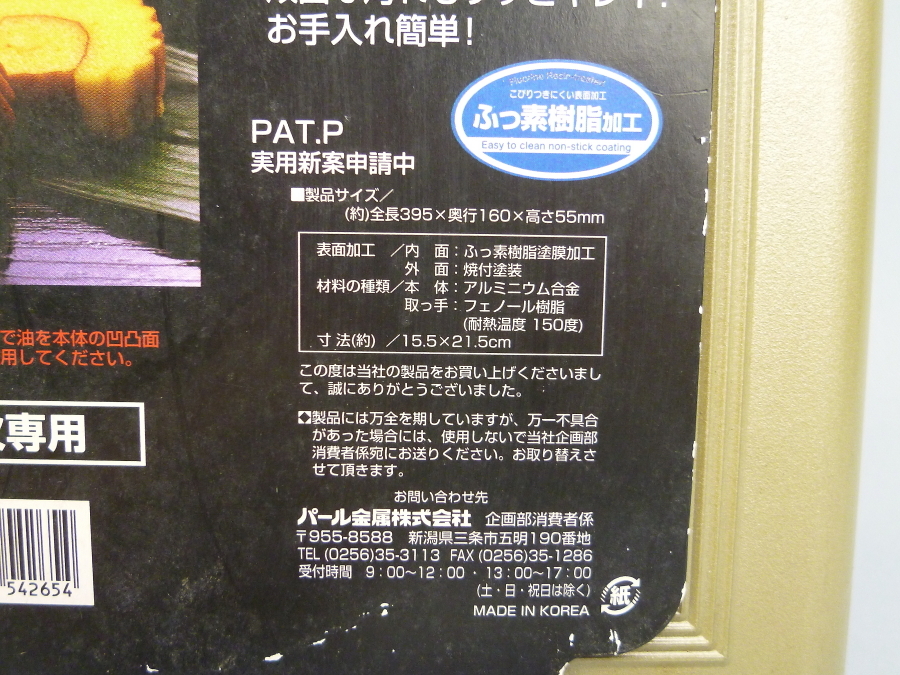 お手入れ簡単!
Fluorine Resin
こびりつきにくい表面加工
ふっ素樹脂加工
Easy to clean non-stick coating
PAT.P
実用新案申請中
■製品サイズ/
(約)全長395×奥行160×高さ55mm
表面加工 /内 面:ふっ素樹脂塗膜加工
外 面:焼付塗装
材料の種類/本 体:アルミニウム合金
取っ手:フェノール樹脂
(耐熱温度 150度)
寸法(約) /15.5×21.5cm
で油を本体の凹凸面
用してください。
この度は当社の製品をお買い上げくださいまし
て、誠にありがとうございました。
専用
製品には万全を期していますが、万一不具合
があった場合には、使用しないで当社企画部
消費者係宛にお送りください。お取り替えさ
せて頂きます。
お問い合わせ先
パール金属株式会社 企画部消費者係
〒955-8588 新潟県三条市五明190番地
TEL (0256)35-3113 FAX (0256)35-1286
受付時間 9:00~12:00・13:00~17:00
(土・日・祝日は除く)
MADE IN KOREA
紙
542654